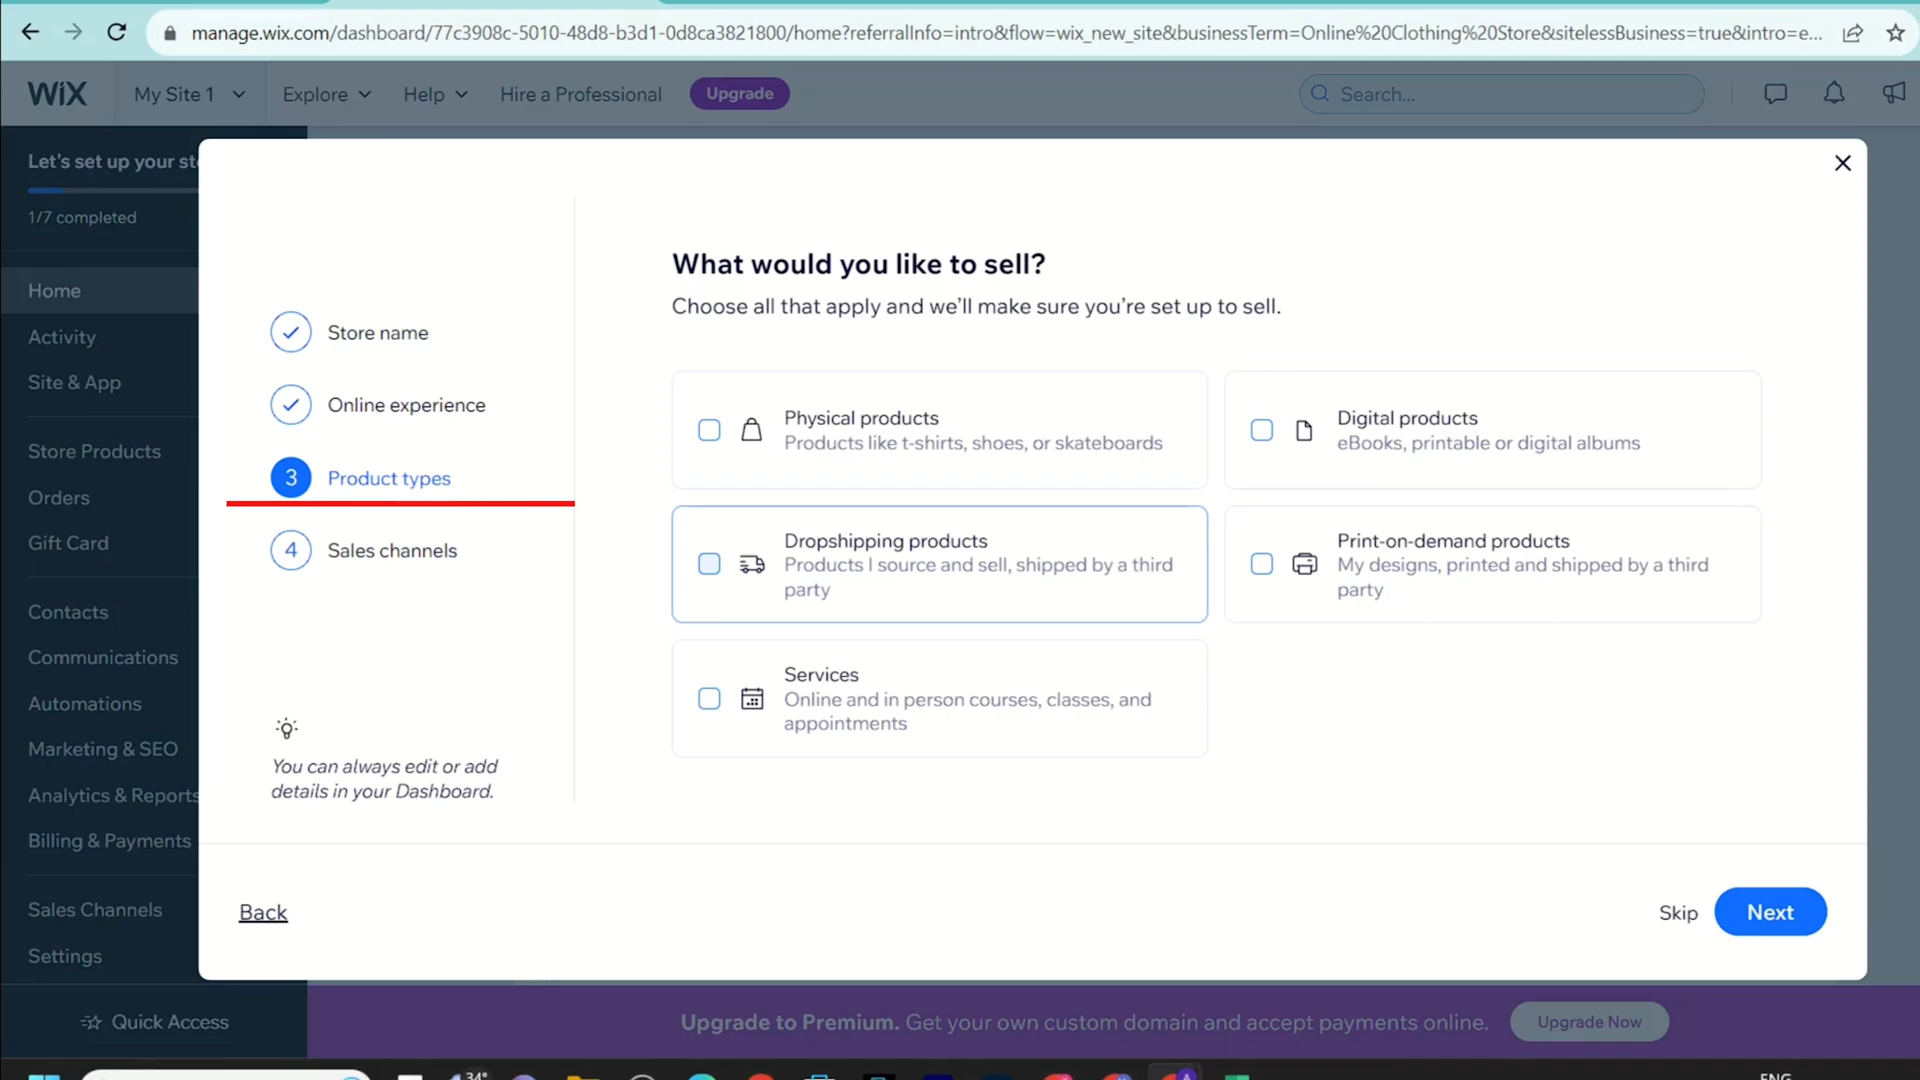 manage.wix.com/dashboard/77c3908c-5010-48d8-b3d1-0d8ca3821800/home?referralInfo=intro&flow=wix_new_site&businessTerm=Online%20Clothing%20Store&sitelessBusiness=true&intro=e...
WiX My Site 1 Explore Help Hire a Professional Upgrade Search...
Let's set up your st
1/7 completed
Home
Activity
Site & App
Store Products
Orders
Gift Card
Contacts
Communications
Automations
Marketing & SEO
Analytics & Reports
Billing & Payments
Sales Channels
Settings
Quick Access
Store name
Online experience
3 Product types
4 Sales channels
You can always edit or add
details in your Dashboard.
What would you like to sell?
Choose all that apply and we'll make sure you're set up to sell.
Physical products
Products like t-shirts, shoes, or skateboards
Digital products
eBooks, printable or digital albums
Dropshipping products
Products I source and sell, shipped by a third
party
Print-on-demand products
My designs, printed and shipped by a third
party
Services
Online and in person courses, classes, and
appointments
Back
Skip Next
Upgrade to Premium. Get your own custom domain and accept payments online. Upgrade Now
34°
ENG